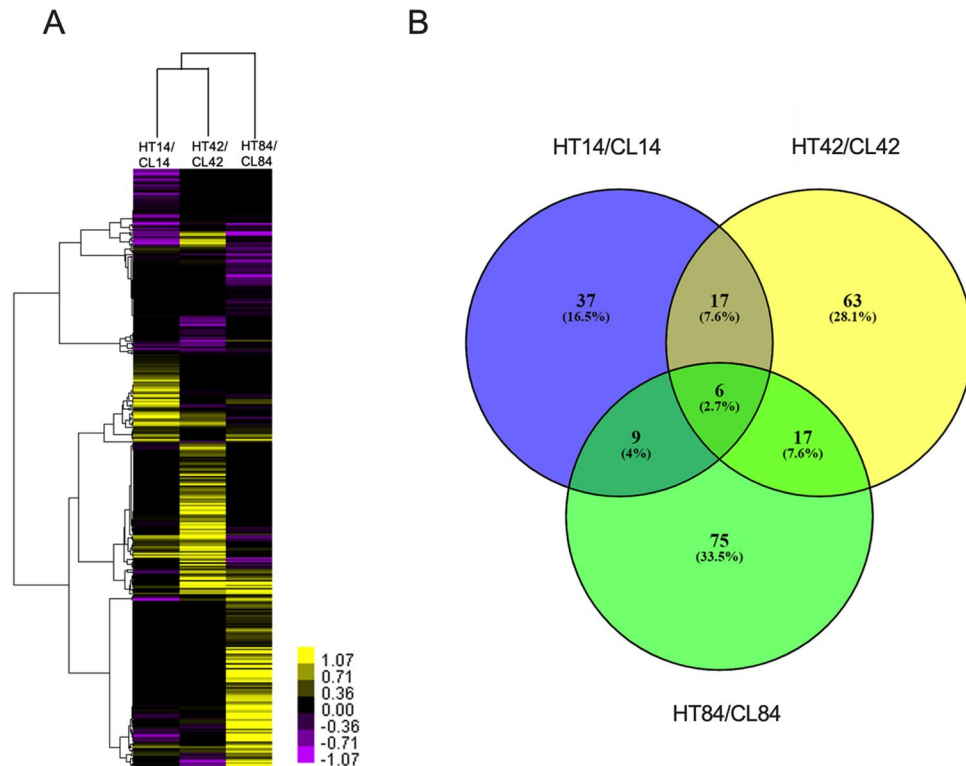 A
B
HT14/
CL14
HT42/
CL42
HT84/
CL84
1.07
0.71
0.36
0.00
-0.36
-0.71
-1.07
HT14/CL14
HT42/CL42
37
(16.5%)
17
(7.6%)
63
(28.1%)
6
(2.7%)
9
(4%)
17
(7.6%)
75
(33.5%)
HT84/CL84